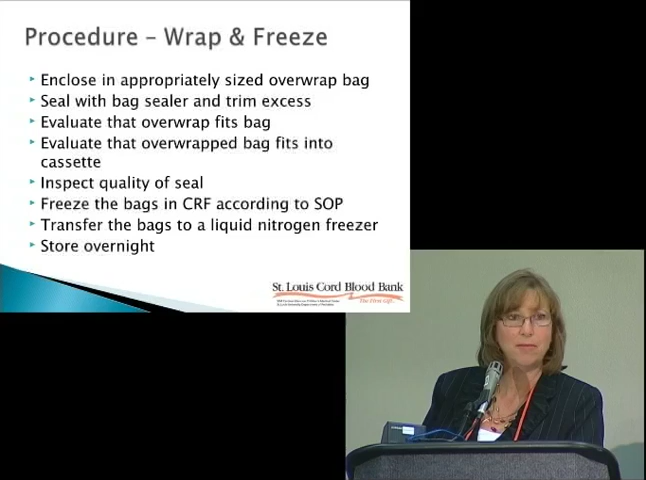 Procedure – Wrap & Freeze
Enclose in appropriately sized overwrap bag
Seal with bag sealer and trim excess
Evaluate that overwrap fits bag
Evaluate that overwrapped bag fits into
cassette
Inspect quality of seal
Freeze the bags in CRF according to SOP
Transfer the bags to a liquid nitrogen freezer
Store overnight
St. Louis Cord Blood Bank